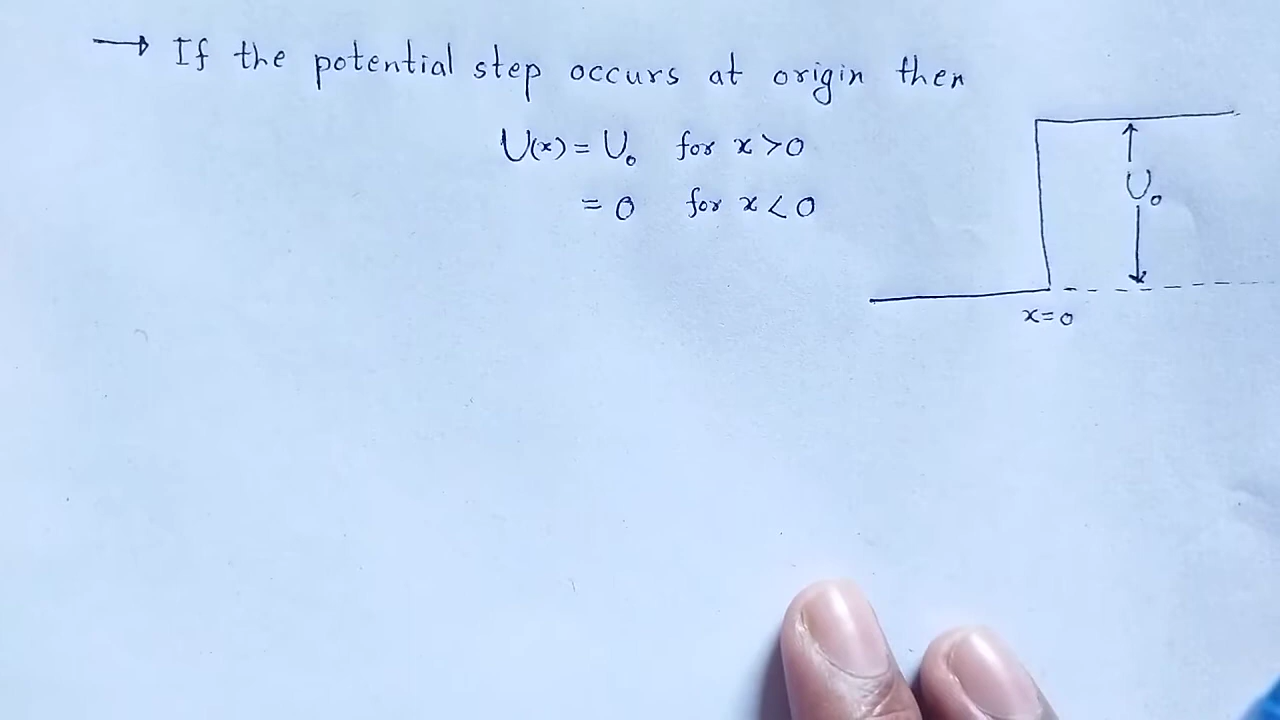 → If the potential step occurs at origin then
U(x) = U₀ for x > 0
= 0 for x < 0
U₀
x=0